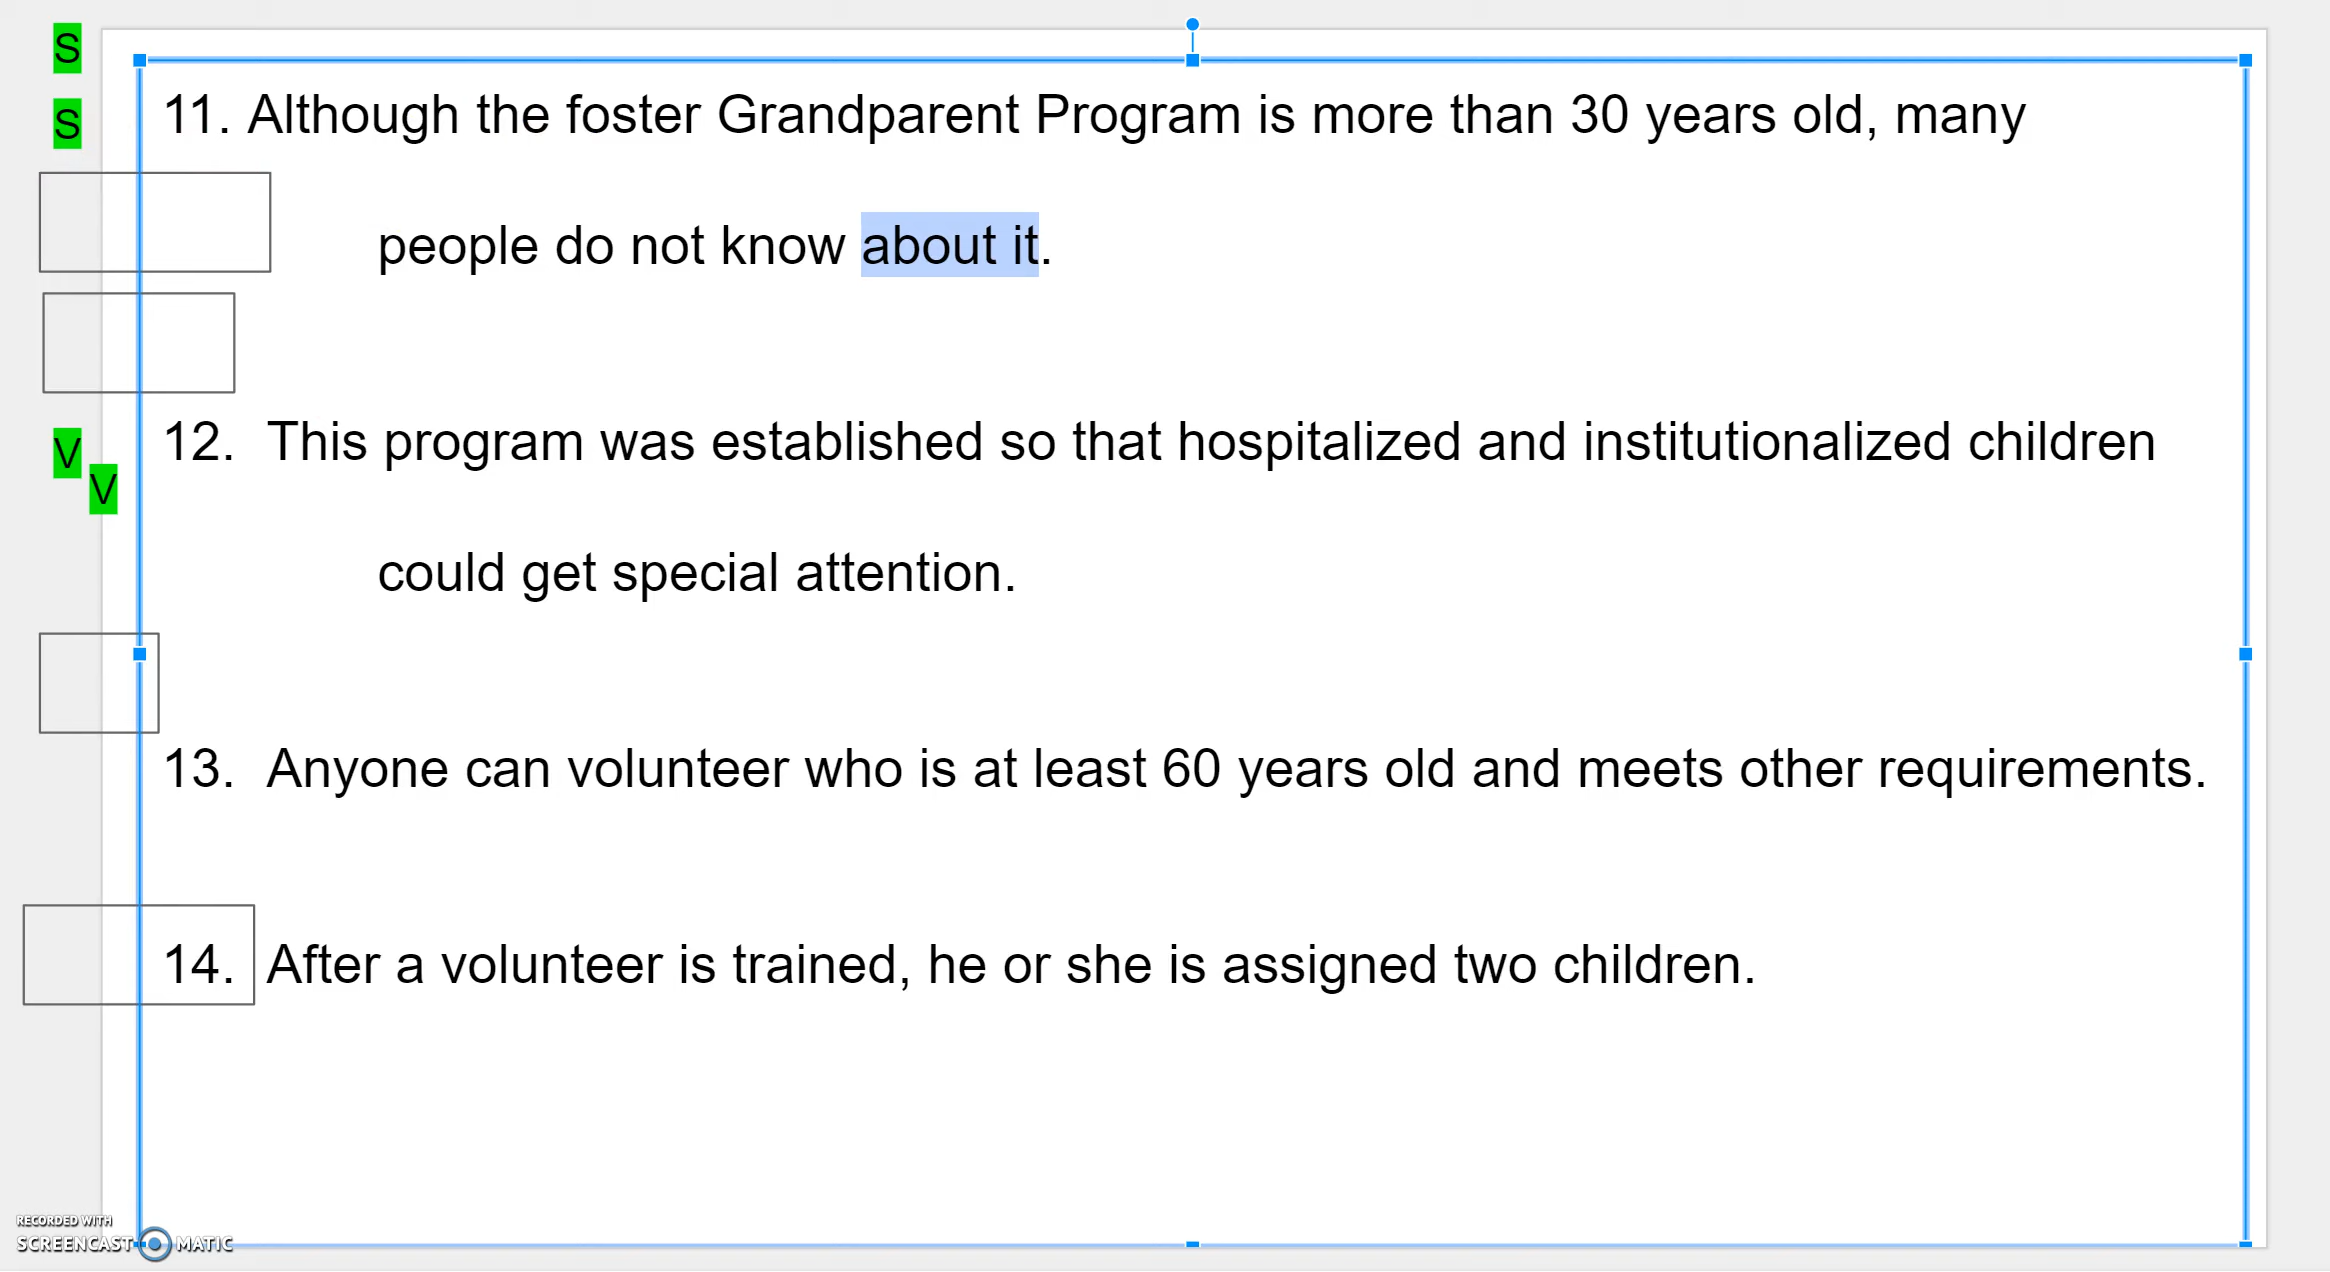 S
S
11. Although the foster Grandparent Program is more than 30 years old, many
people do not know about it.
V
V
12. This program was established so that hospitalized and institutionalized children
could get special attention.
13. Anyone can volunteer who is at least 60 years old and meets other requirements.
14. After a volunteer is trained, he or she is assigned two children.
RECORDED WITH
SCREENCAST MATIC